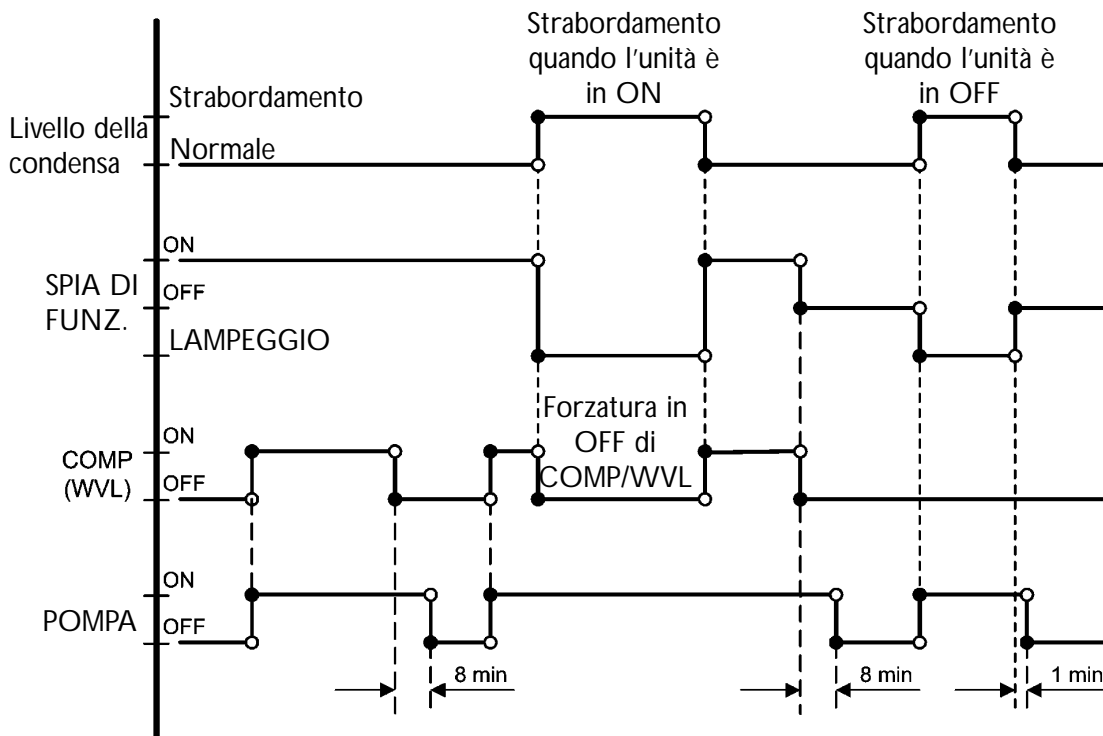 Strabordamento
quando l'unità è
in ON
Strabordamento
quando l'unità è
in OFF
Strabordamento
Livello della
condensa
Normale
ON
SPIA DI
FUNZ.
OFF
LAMPEGGIO
ON
COMP
(WVL)
OFF
Forzatura in
OFF di
COMP/WVL
ON
POMPA
OFF
8 min
8 min
1 min